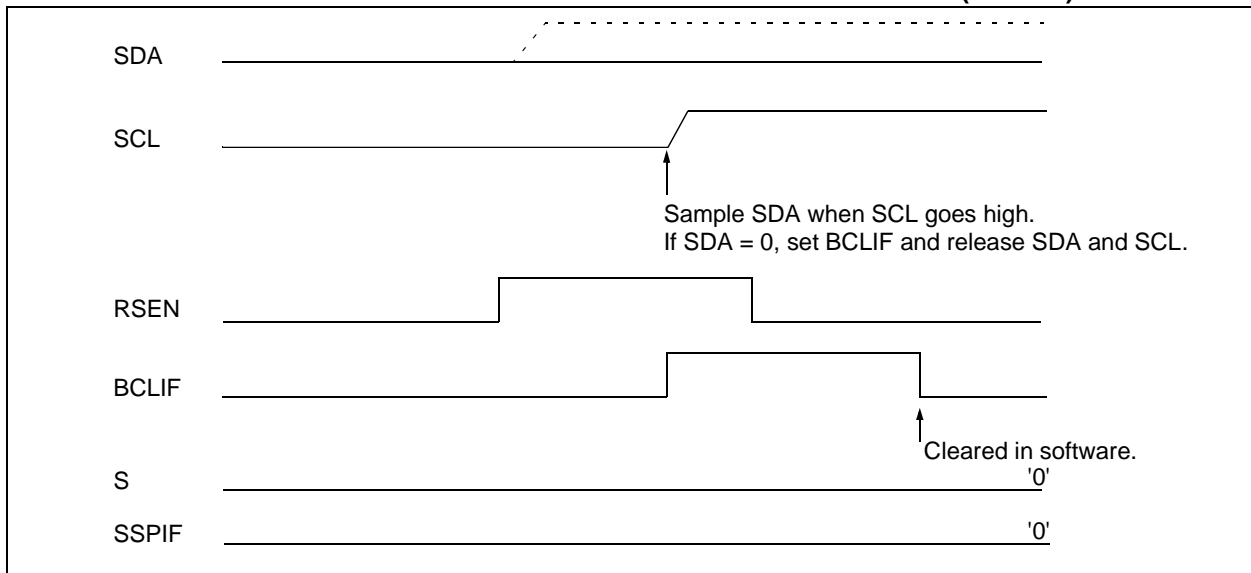 SDA
SCL
Sample SDA when SCL goes high.
If SDA = 0, set BCLIF and release SDA and SCL.
RSEN
BCLIF
Cleared in software.
S '0'
SSPIF '0'